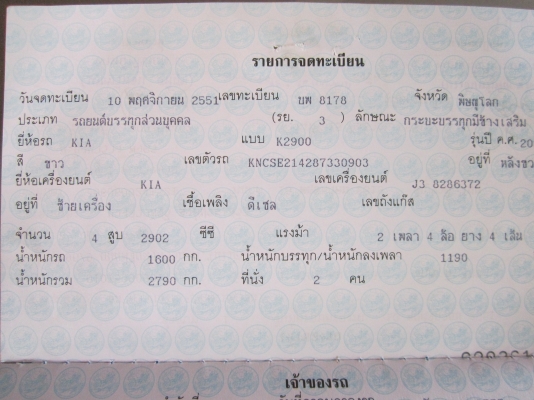 รายการจดทะเบียน
วันจดทะเบียน 10 พฤศจิกายน 2551 เลขทะเบียน บพ 8178 จังหวัด พิษณุโลก
ประเภท รถยนต์บรรทุกส่วนบุคคล (รย. 3 ) ลักษณะ กระบะบรรทุกมีข้างเสริม
ยี่ห้อรถ KIA แบบ K2900 รุ่นปี ค.ศ. 20
สี ขาว เลขตัวรถ KNCSE214287330903 อยู่ที่ หลังขว
ยี่ห้อเครื่องยนต์ KIA เลขเครื่องยนต์ J3 8286372
อยู่ที่ ซ้ายเครื่อง เชื้อเพลิง ดีเซล เลขถังแก๊ส
จำนวน 4 สูบ 2902 ซีซี แรงม้า 2 เพลา 4 ล้อ ยาง 4 เส้น
น้ำหนักรถ 1600 กก. น้ำหนักบรรทุก/น้ำหนักลงเพลา 1190
น้ำหนักรวม 2790 กก. ที่นั่ง 2 คน
เจ้าของรถ